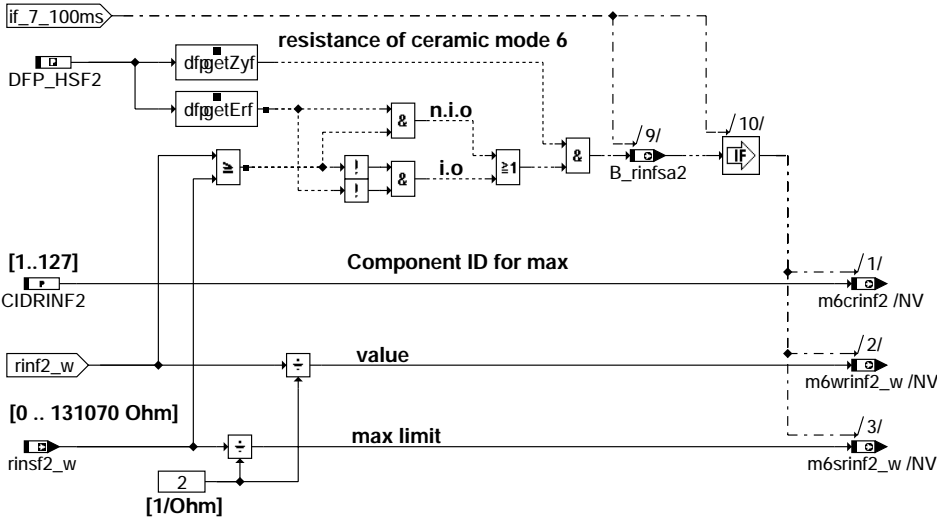 if_7_100ms
resistance of ceramic mode 6
DFP_HSF2
dfpgetZyf
dfpgetErf
&
n.i.o
&
/9/
/10/
≥
!
!
&
i.o
≥1
B_rinfsa2
IF
[1..127]
Component ID for max
/1/
P
CIDRINF2
m6crinf2 /NV
rinf2_w
value
/2/
÷
m6wrinf2_w /NV
[0 .. 131070 Ohm]
max limit
/3/
÷
rinsf2_w
m6srinf2_w /NV
2
[1/Ohm]